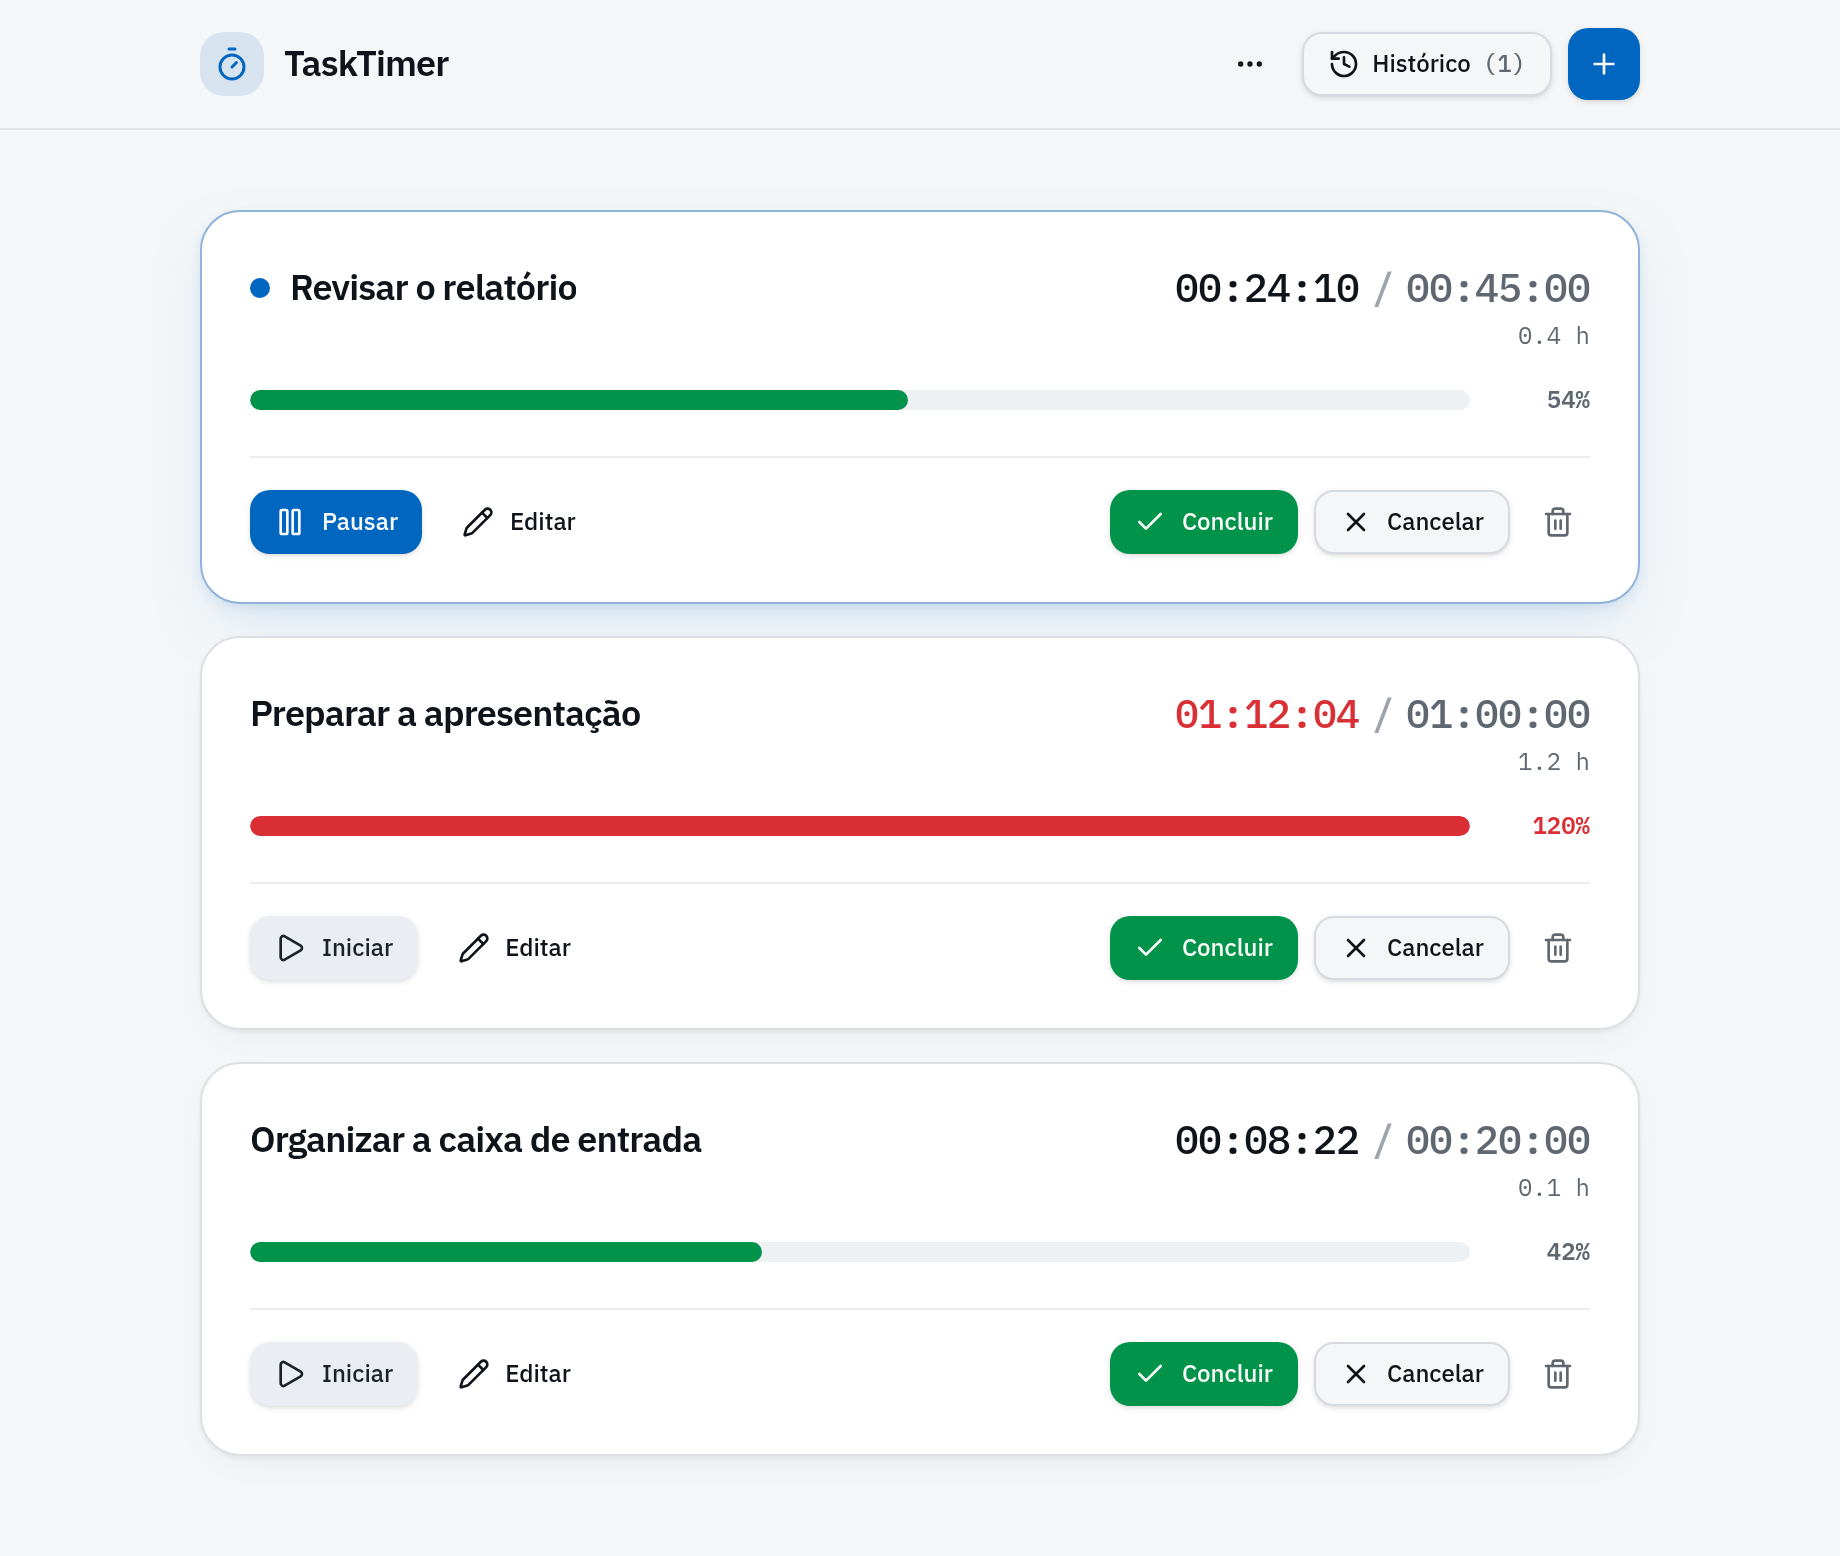 TaskTimer
Histórico (1)
Revisar o relatório
00:24:10 / 00:45:00
0.4 h
54%
Pausar
Editar
Concluir
Cancelar
Preparar a apresentação
01:12:04 / 01:00:00
1.2 h
120%
Iniciar
Editar
Concluir
Cancelar
Organizar a caixa de entrada
00:08:22 / 00:20:00
0.1 h
42%
Iniciar
Editar
Concluir
Cancelar